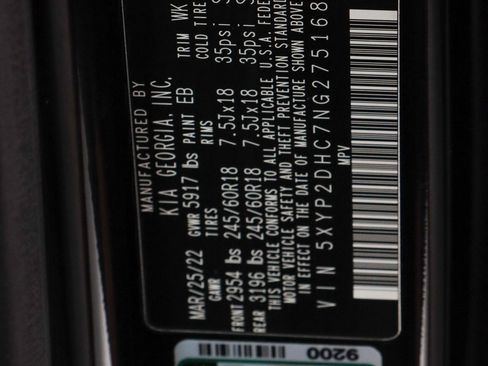 MANUFACTURED BY
KIA GEORGIA, INC.
MAR/25/22 GVWR 5917 lbs PAINT EB TRIM WK
GAWR TIRES RIMS COLD TIRE
FRONT 2954 lbs 245/60R18 7.5Jx18 35psi
REAR 3196 lbs 245/60R18 7.5Jx18 35psi
THIS VEHICLE CONFORMS TO ALL APPLICABLE U.S.A. FEDE
MOTOR VEHICLE SAFETY AND THEFT PREVENTION STANDARD
IN EFFECT ON THE DATE OF MANUFACTURE SHOWN ABOVE
VIN 5XYP2DHC7NG275168
MPV
9200